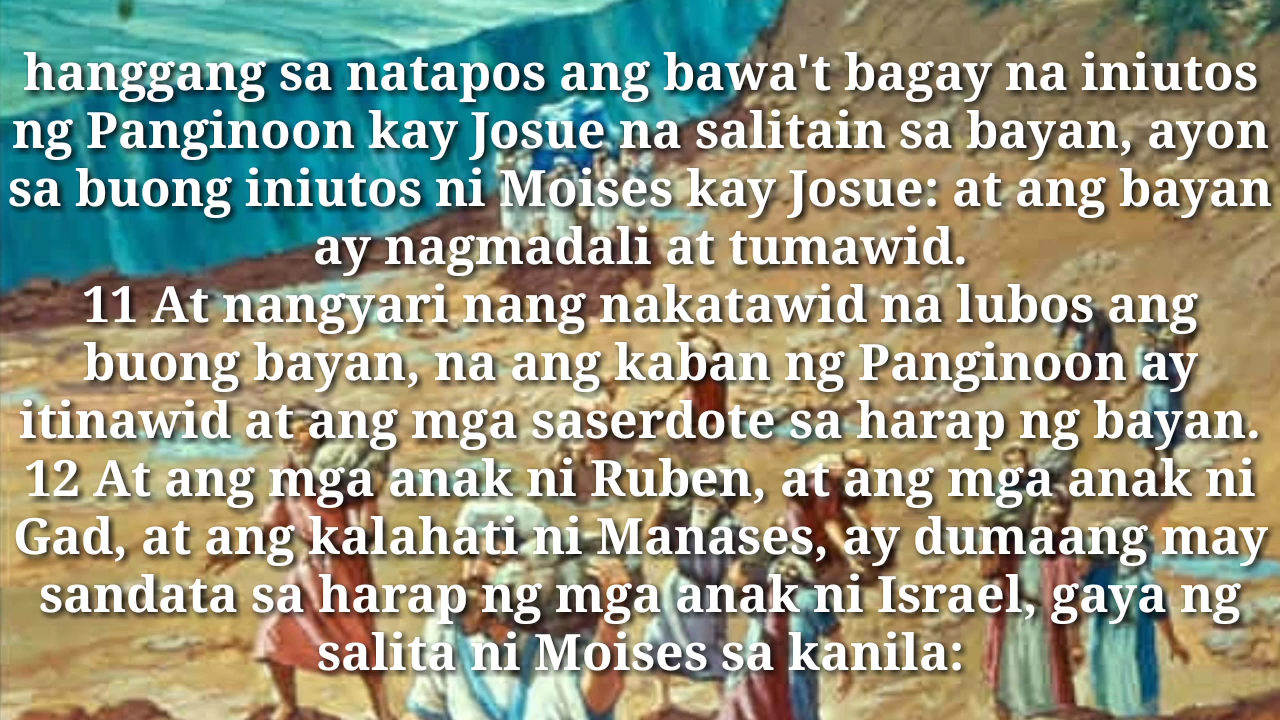 hanggang sa natapos ang bawa't bagay na iniutos
ng Panginoon kay Josue na salitain sa bayan, ayon
sa buong iniutos ni Moises kay Josue: at ang bayan
ay nagmadali at tumawid.
11 At nangyari nang nakatawid na lubos ang
buong bayan, na ang kaban ng Panginoon ay
itinawid at ang mga saserdote sa harap ng bayan.
12 At ang mga anak ni Ruben, at ang mga anak ni
Gad, at ang kalahati ni Manases, ay dumaang may
sandata sa harap ng mga anak ni Israel, gaya ng
salita ni Moises sa kanila: